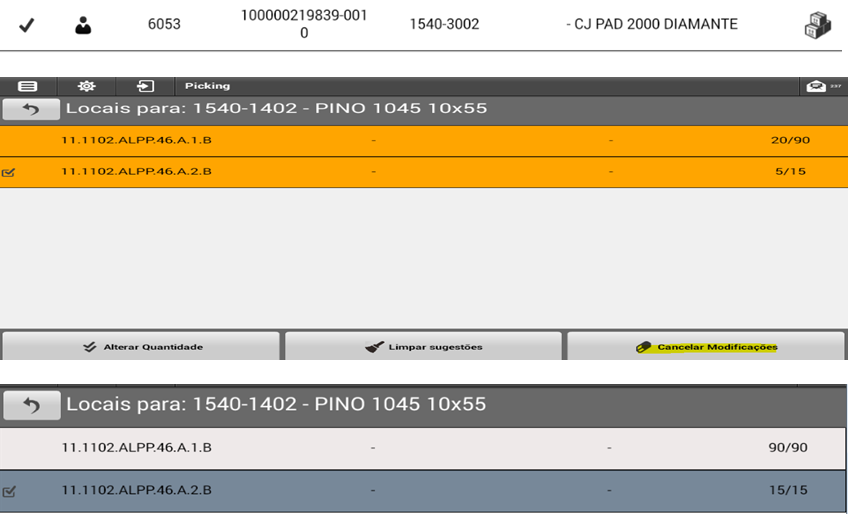 6053 100000219839-001 1540-3002 - CJ PAD 2000 DIAMANTE
0
Picking
Locais para: 1540-1402 - PINO 1045 10x55
11.1102.ALPP.46.A.1.B - - 20/90
11.1102.ALPP.46.A.2.B - - 5/15
Alterar Quantidade Limpar sugestões Cancelar Modificações
Locais para: 1540-1402 - PINO 1045 10x55
11.1102.ALPP.46.A.1.B - - 90/90
11.1102.ALPP.46.A.2.B - - 15/15